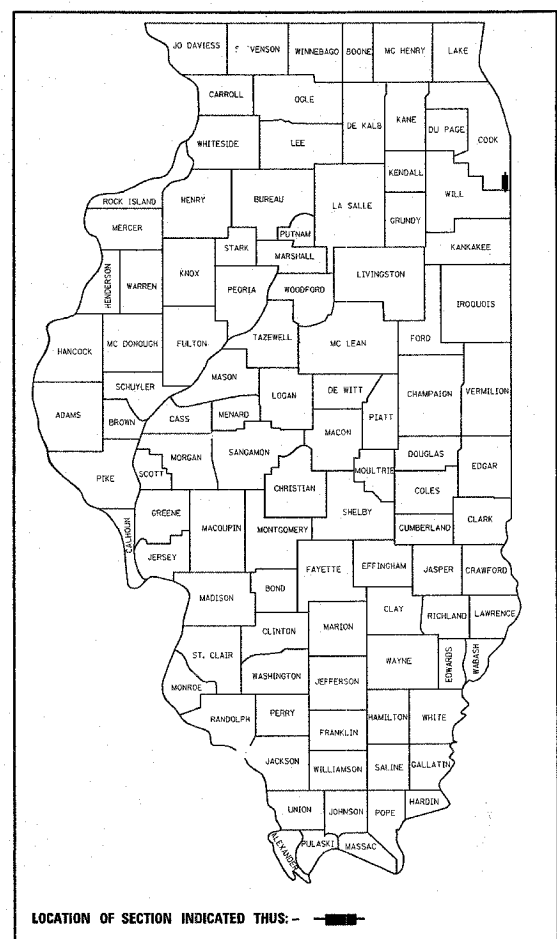 JO DAVIESS
STEVENSON
WINNEBAGO
BOONE
MC HENRY
LAKE
CARROLL
OGLE
DE KALB
KANE
DU PAGE
COOK
WHITESIDE
LEE
KENDALL
WILL
ROCK ISLAND
HENRY
BUREAU
LA SALLE
GRUNDY
MERCER
PUTNAM
KANKAKEE
STARK
MARSHALL
HENDERSON
WARREN
KNOX
PEORIA
WOODFORD
LIVINGSTON
IROQUOIS
HANCOCK
MC DONOUGH
FULTON
TAZEWELL
MC LEAN
FORD
SCHUYLER
MASON
LOGAN
DE WITT
CHAMPAIGN
VERMILION
ADAMS
BROWN
CASS
MENARD
MACON
PIATT
MORGAN
SANGAMON
DOUGLAS
EDGAR
PIKE
SCOTT
CHRISTIAN
MOULTRIE
COLES
GREENE
MACOUPIN
MONTGOMERY
SHELBY
CUMBERLAND
CLARK
CALHOUN
JERSEY
FAYETTE
EFFINGHAM
JASPER
CRAWFORD
MADISON
BOND
CLAY
RICHLAND
LAWRENCE
CLINTON
MARION
ST. CLAIR
WAYNE
EDWARDS
WABASH
WASHINGTON
JEFFERSON
MONROE
RANDOLPH
PERRY
HAMILTON
WHITE
FRANKLIN
JACKSON
WILLIAMSON
SALINE
GALLATIN
HARDIN
UNION
JOHNSON
POPE
ALEXANDER
PULASKI
MASSAC
LOCATION OF SECTION INDICATED THUS: -